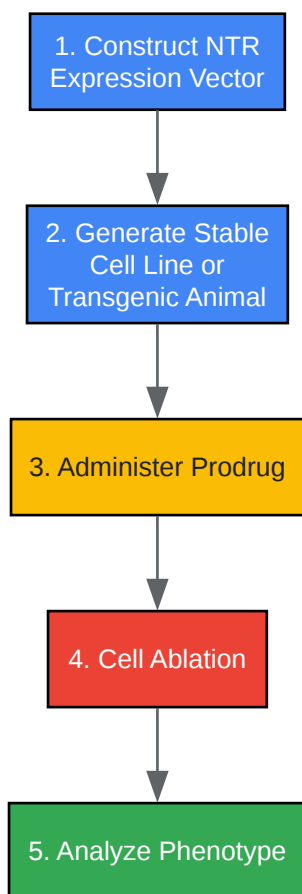 1. Construct NTR
Expression Vector
2. Generate Stable
Cell Line or
Transgenic Animal
3. Administer Prodrug
4. Cell Ablation
5. Analyze Phenotype